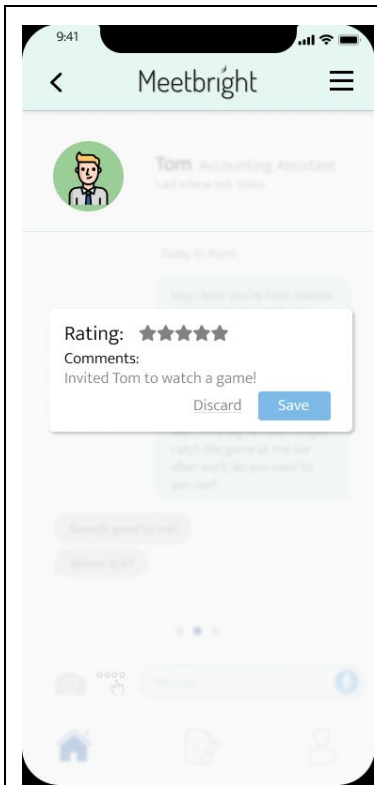 9:41
Meetbright
Tom Accounting Assistant
Last interacted: Today
Today 12:30pm
Hey I hear you're from Seattle
Rating:
Comments:
Invited Tom to watch a game!
Discard Save
catch the game at the bar
after work, do you want to
join me?
Sounds good to me!
Where is it?
Message